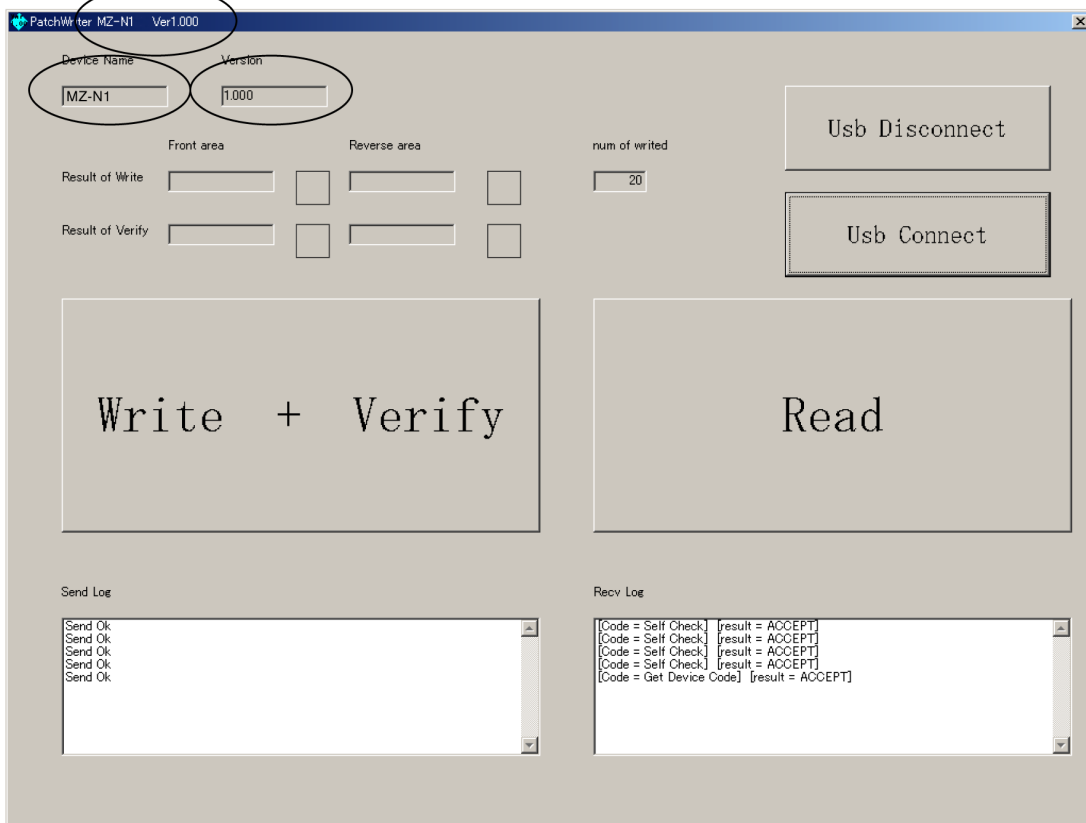 PatchWriter MZ-N1 Ver1.000
Device Name Version
MZ-N1 1.000
Usb Disconnect
Front area Reverse area num of writed
Result of Write 20
Result of Verify
Usb Connect
Write + Verify Read
Send Log Recv Log
Send Ok
Send Ok
Send Ok
Send Ok
Send Ok
[Code = Self Check] [result = ACCEPT]
[Code = Self Check] [result = ACCEPT]
[Code = Self Check] [result = ACCEPT]
[Code = Self Check] [result = ACCEPT]
[Code = Get Device Code] [result = ACCEPT]